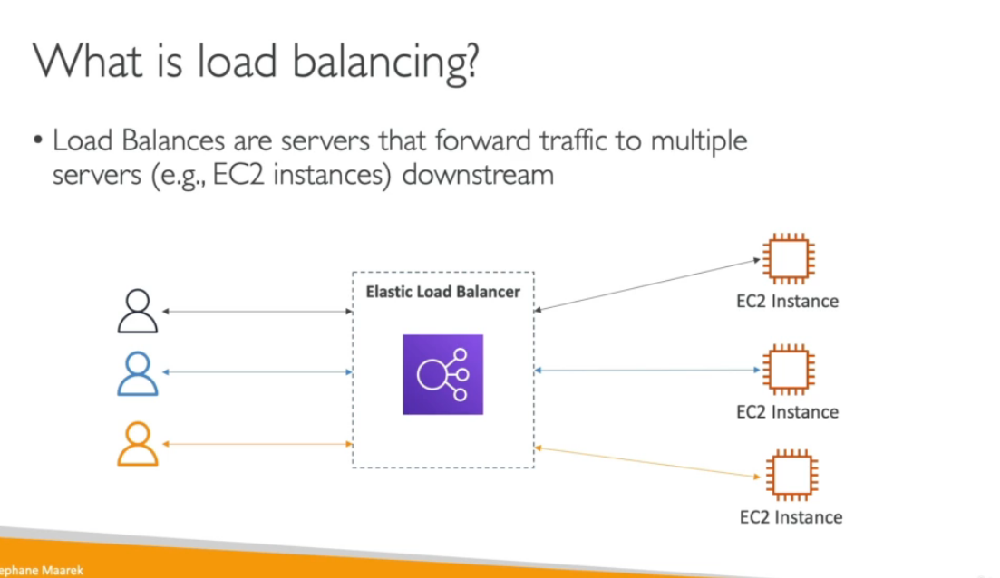 What is load balancing?
• Load Balances are servers that forward traffic to multiple
servers (e.g., EC2 instances) downstream
Elastic Load Balancer
EC2 Instance
EC2 Instance
EC2 Instance
ephane Maarek